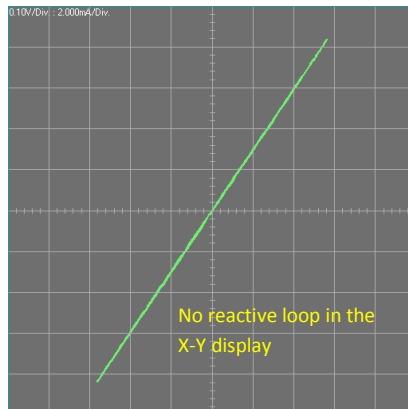 0.10V/Div. : 2.000mA/Div.
No reactive loop in the
X-Y display